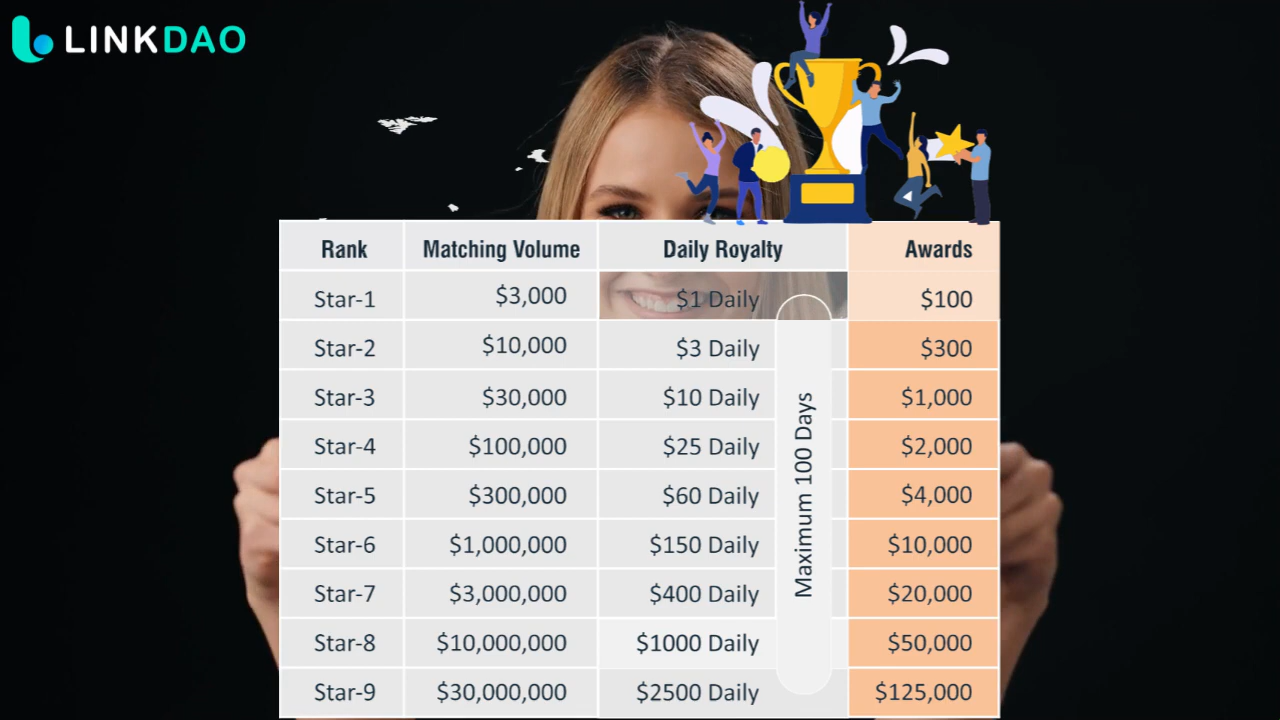 LINKDAO
Rank Matching Volume Daily Royalty Awards
Star-1 $3,000 $1 Daily $100
Star-2 $10,000 $3 Daily $300
Star-3 $30,000 $10 Daily $1,000
Star-4 $100,000 $25 Daily $2,000
Star-5 $300,000 $60 Daily $4,000
Star-6 $1,000,000 $150 Daily $10,000
Star-7 $3,000,000 $400 Daily $20,000
Star-8 $10,000,000 $1000 Daily $50,000
Star-9 $30,000,000 $2500 Daily $125,000
Maximum 100 Days